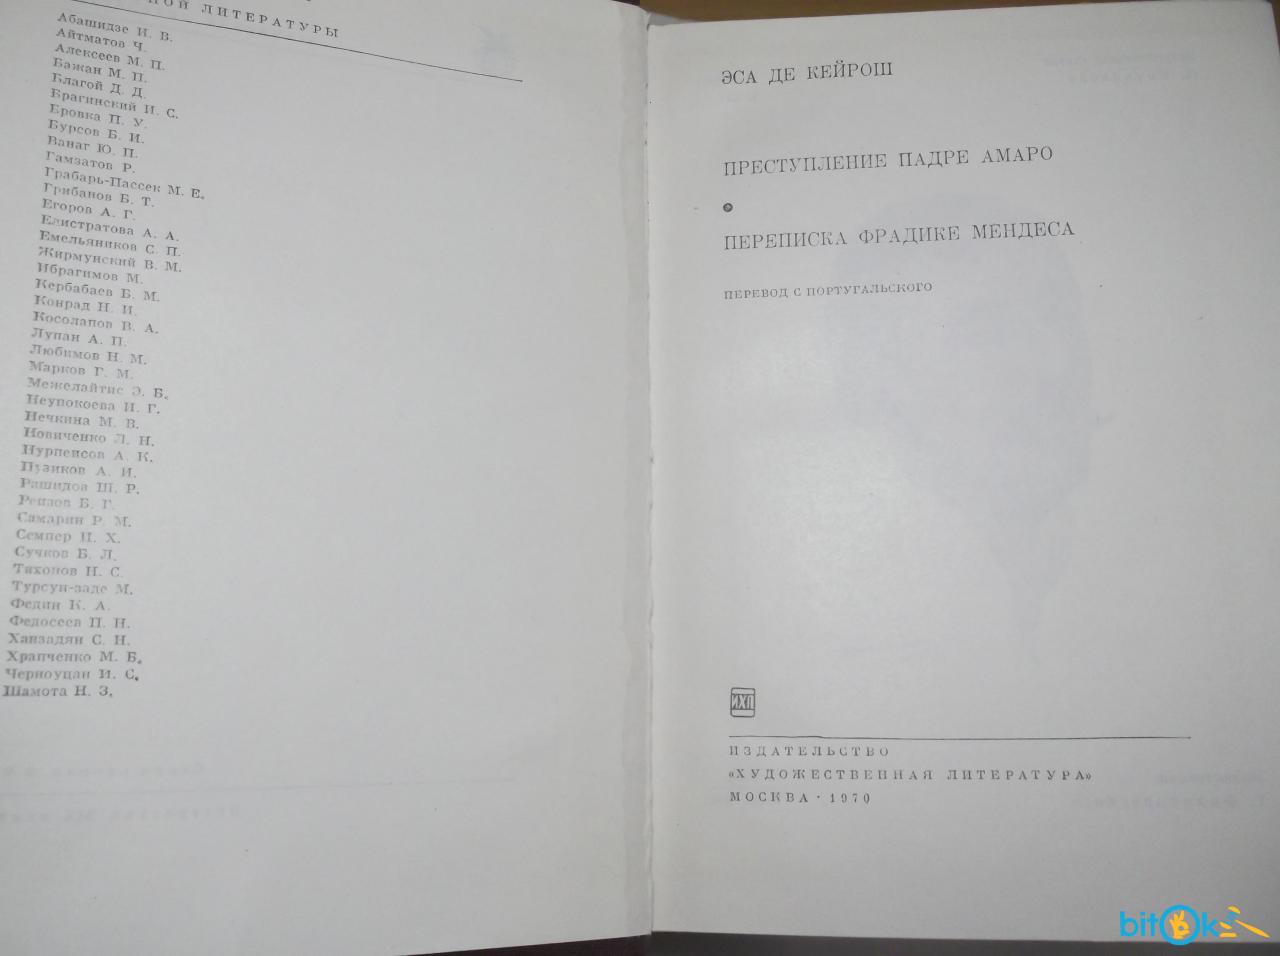 ОЙ ЛИТЕРАТУРЫ
Абашидзе И. В.
Айтматов Ч.
Алексеев М. П.
Бажан М. П.
Благой Д. Д.
Брагинский И. С.
Бровка П. У.
Бурсов Б. И.
Ванаг Ю. П.
Гамзатов Р.
Грабарь-Пассек М. Е.
Грибанов Б. Т.
Егоров А. Г.
Елистратова А. А.
Емельяников С. П.
Жирмунский В. М.
Ибрагимов М.
Кербабаев Б. М.
Конрад Н. И.
Косолапов В. А.
Лупан А. П.
Любимов Н. М.
Марков Г. М.
Межелайтис Э. Б.
Неупокоева И. Г.
Нечкина М. В.
Новиченко Л. Н.
Нурпеисов А. К.
Пузиков А. И.
Рашидов Ш. Р.
Реизов Б. Г.
Самарин Р. М.
Семпер И. Х.
Сучков Б. Л.
Тихонов Н. С.
Турсун-заде М.
Федин К. А.
Федосеев П. Н.
Ханзадян С. Н.
Храпченко М. Б.
Черноуцан И. С.
Шамота Н. З.
ЭСА ДЕ КЕЙРОШ
ПРЕСТУПЛЕНИЕ ПАДРЕ АМАРО
ПЕРЕПИСКА ФРАДИКЕ МЕНДЕСА
ПЕРЕВОД С ПОРТУГАЛЬСКОГО
ИХЛ
ИЗДАТЕЛЬСТВО
«ХУДОЖЕСТВЕННАЯ ЛИТЕРАТУРА»
МОСКВА · 1970
bitok